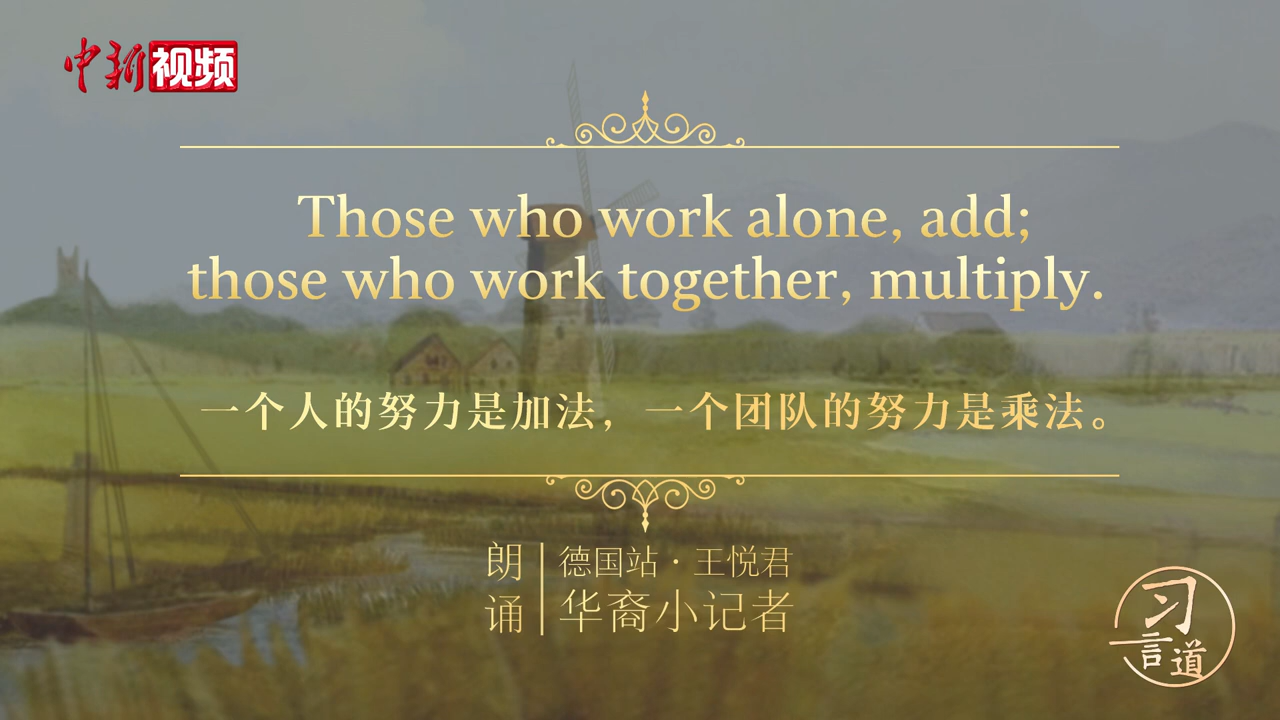 中新视频
Those who work alone, add;
those who work together, multiply.
一个人的努力是加法，一个团队的努力是乘法。
朗诵
德国站·王悦君
华裔小记者
习言道